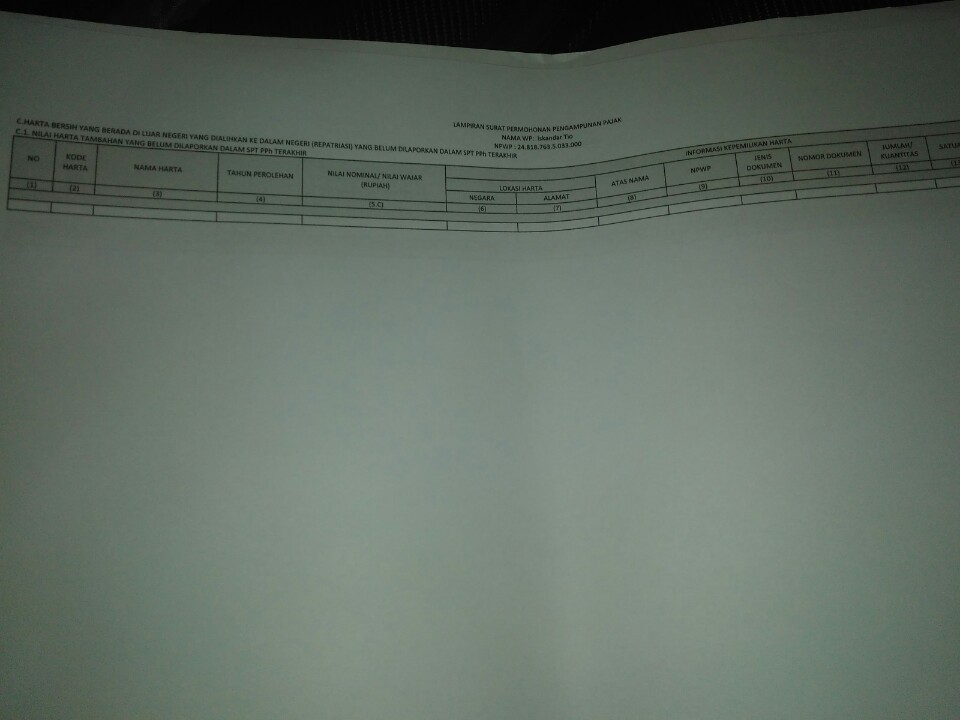 LAMPIRAN SURAT PERMOHONAN PENGAMPUNAN PAJAK
NAMA WP : Iskandar Tio
NPWP : 24.818.765.5.033.000
C.HARTA BERSIH YANG BERADA DI LUAR NEGERI YANG DIALIHKAN KE DALAM NEGERI (REPATRIASI) YANG BELUM DILAPORKAN DALAM SPT PPh TERAKHIR
C.1. NILAI HARTA TAMBAHAN YANG BELUM DILAPORKAN DALAM SPT PPh TERAKHIR
INFORMASI KEPEMILIKAN HARTA
NO KODE HARTA NAMA HARTA TAHUN PEROLEHAN NILAI NOMINAL/ NILAI WAJAR (RUPIAH) LOKASI HARTA ATAS NAMA NPWP JENIS DOKUMEN NOMOR DOKUMEN JUMLAH/ KUANTITAS
NEGARA ALAMAT
(1) (2) (3) (4) (5.C) (6) (7) (8) (9) (10) (11) (12)